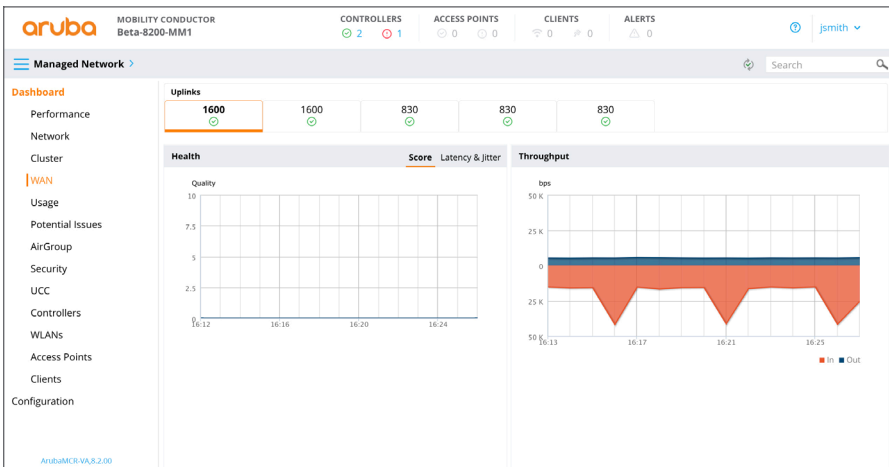 aruba
MOBILITY CONDUCTOR
Beta-8200-MM1
CONTROLLERS
2 1
ACCESS POINTS
0 0
CLIENTS
0 0
ALERTS
0
?
jsmith
Managed Network >
Search
Dashboard
Performance
Network
Cluster
WAN
Usage
Potential Issues
AirGroup
Security
UCC
Controllers
WLANs
Access Points
Clients
Configuration
ArubaMCR-VA,8.2.00
Uplinks
1600 1600 830 830 830
Health
Score Latency & Jitter
Quality
10
7.5
5
2.5
0
16:12 16:16 16:20 16:24
Throughput
bps
50 K
25 K
0
25 K
50 K
16:13 16:17 16:21 16:25
In Out